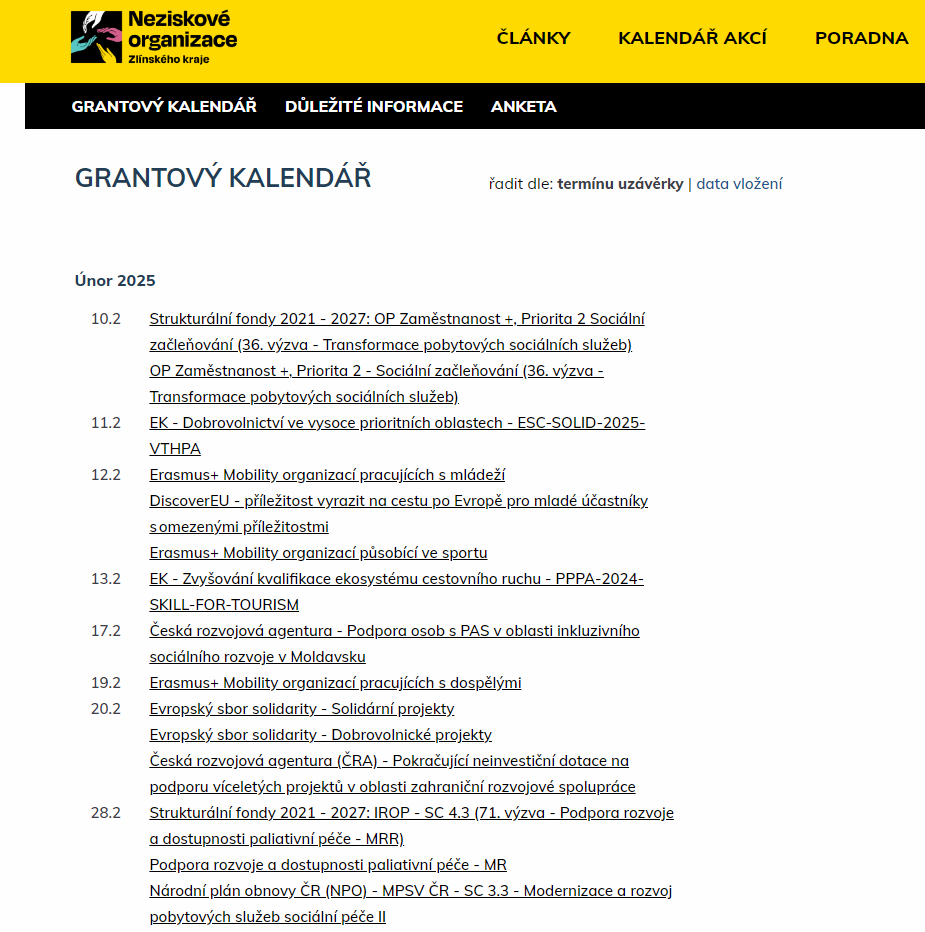 Neziskové
organizace
Zlínského kraje
ČLÁNKY KALENDÁŘ AKCÍ PORADNA
GRANTOVÝ KALENDÁŘ DŮLEŽITÉ INFORMACE ANKETA
GRANTOVÝ KALENDÁŘ
řadit dle: termínu uzávěrky | data vložení
Únor 2025
10.2 Strukturální fondy 2021 - 2027: OP Zaměstnanost +, Priorita 2 Sociální
začleňování (36. výzva - Transformace pobytových sociálních služeb)
OP Zaměstnanost +, Priorita 2 - Sociální začleňování (36. výzva -
Transformace pobytových sociálních služeb)
11.2 EK - Dobrovolnictví ve vysoce prioritních oblastech - ESC-SOLID-2025-
VTHPA
12.2 Erasmus+ Mobility organizací pracujících s mládeží
DiscoverEU - příležitost vyrazit na cestu po Evropě pro mladé účastníky
s omezenými příležitostmi
Erasmus+ Mobility organizací působící ve sportu
13.2 EK - Zvyšování kvalifikace ekosystému cestovního ruchu - PPPA-2024-
SKILL-FOR-TOURISM
17.2 Česká rozvojová agentura - Podpora osob s PAS v oblasti inkluzivního
sociálního rozvoje v Moldavsku
19.2 Erasmus+ Mobility organizací pracujících s dospělými
20.2 Evropský sbor solidarity - Solidární projekty
Evropský sbor solidarity - Dobrovolnické projekty
Česká rozvojová agentura (ČRA) - Pokračující neinvestiční dotace na
podporu víceletých projektů v oblasti zahraniční rozvojové spolupráce
28.2 Strukturální fondy 2021 - 2027: IROP - SC 4.3 (71. výzva - Podpora rozvoje
a dostupnosti paliativní péče - MRR)
Podpora rozvoje a dostupnosti paliativní péče - MR
Národní plán obnovy ČR (NPO) - MPSV ČR - SC 3.3 - Modernizace a rozvoj
pobytových služeb sociální péče II